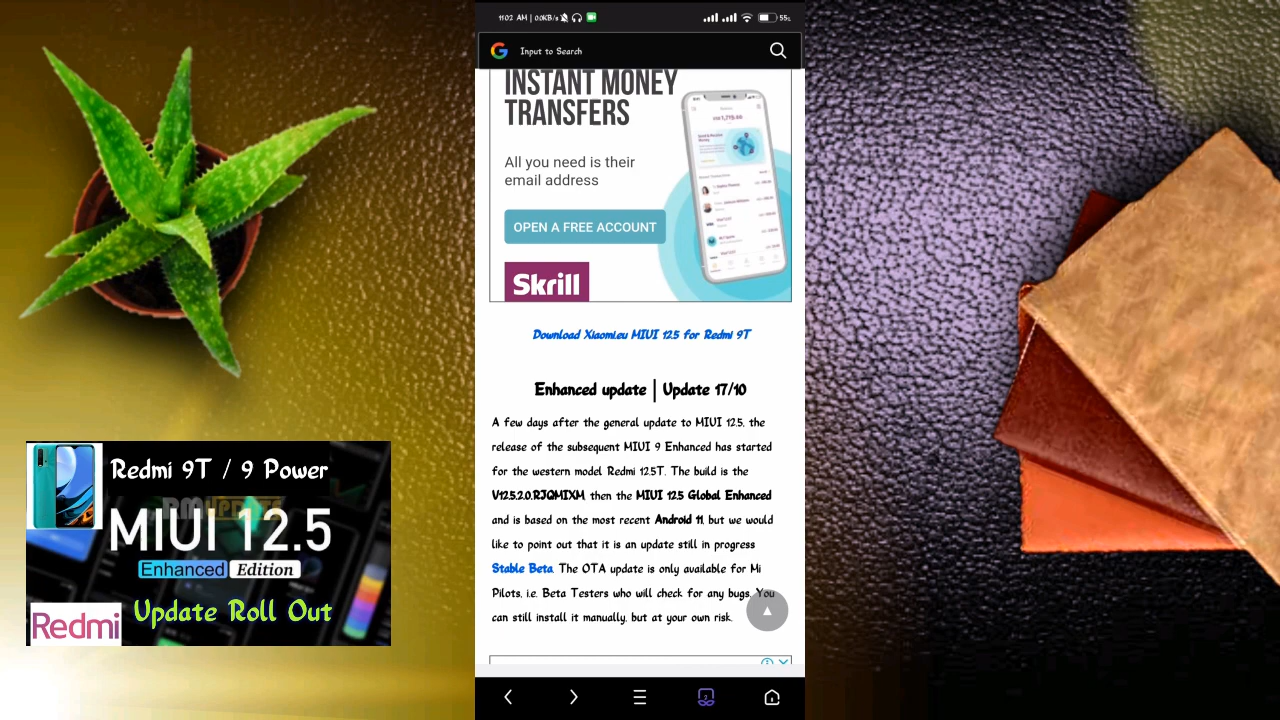 11:02 AM | 0.0KB/s
55
Input to Search
INSTANT MONEY
TRANSFERS
All you need is their
email address
OPEN A FREE ACCOUNT
Skrill
Download Xiaomi.eu MIUI 12.5 for Redmi 9T
Enhanced update | Update 17/10
A few days after the general update to MIUI 12.5, the
release of the subsequent MIUI 9 Enhanced has started
for the western model Redmi 12.5T. The build is the
V12.5.2.0.RJQMIXM, then the MIUI 12.5 Global Enhanced
and is based on the most recent Android 11, but we would
like to point out that it is an update still in progress
Stable Beta. The OTA update is only available for Mi
Pilots, i.e. Beta Testers who will check for any bugs. You
can still install it manually, but at your own risk.
2
Redmi 9T / 9 Power
RMUPDATE
MIUI 12.5
Enhanced Edition
Update Roll Out
Redmi